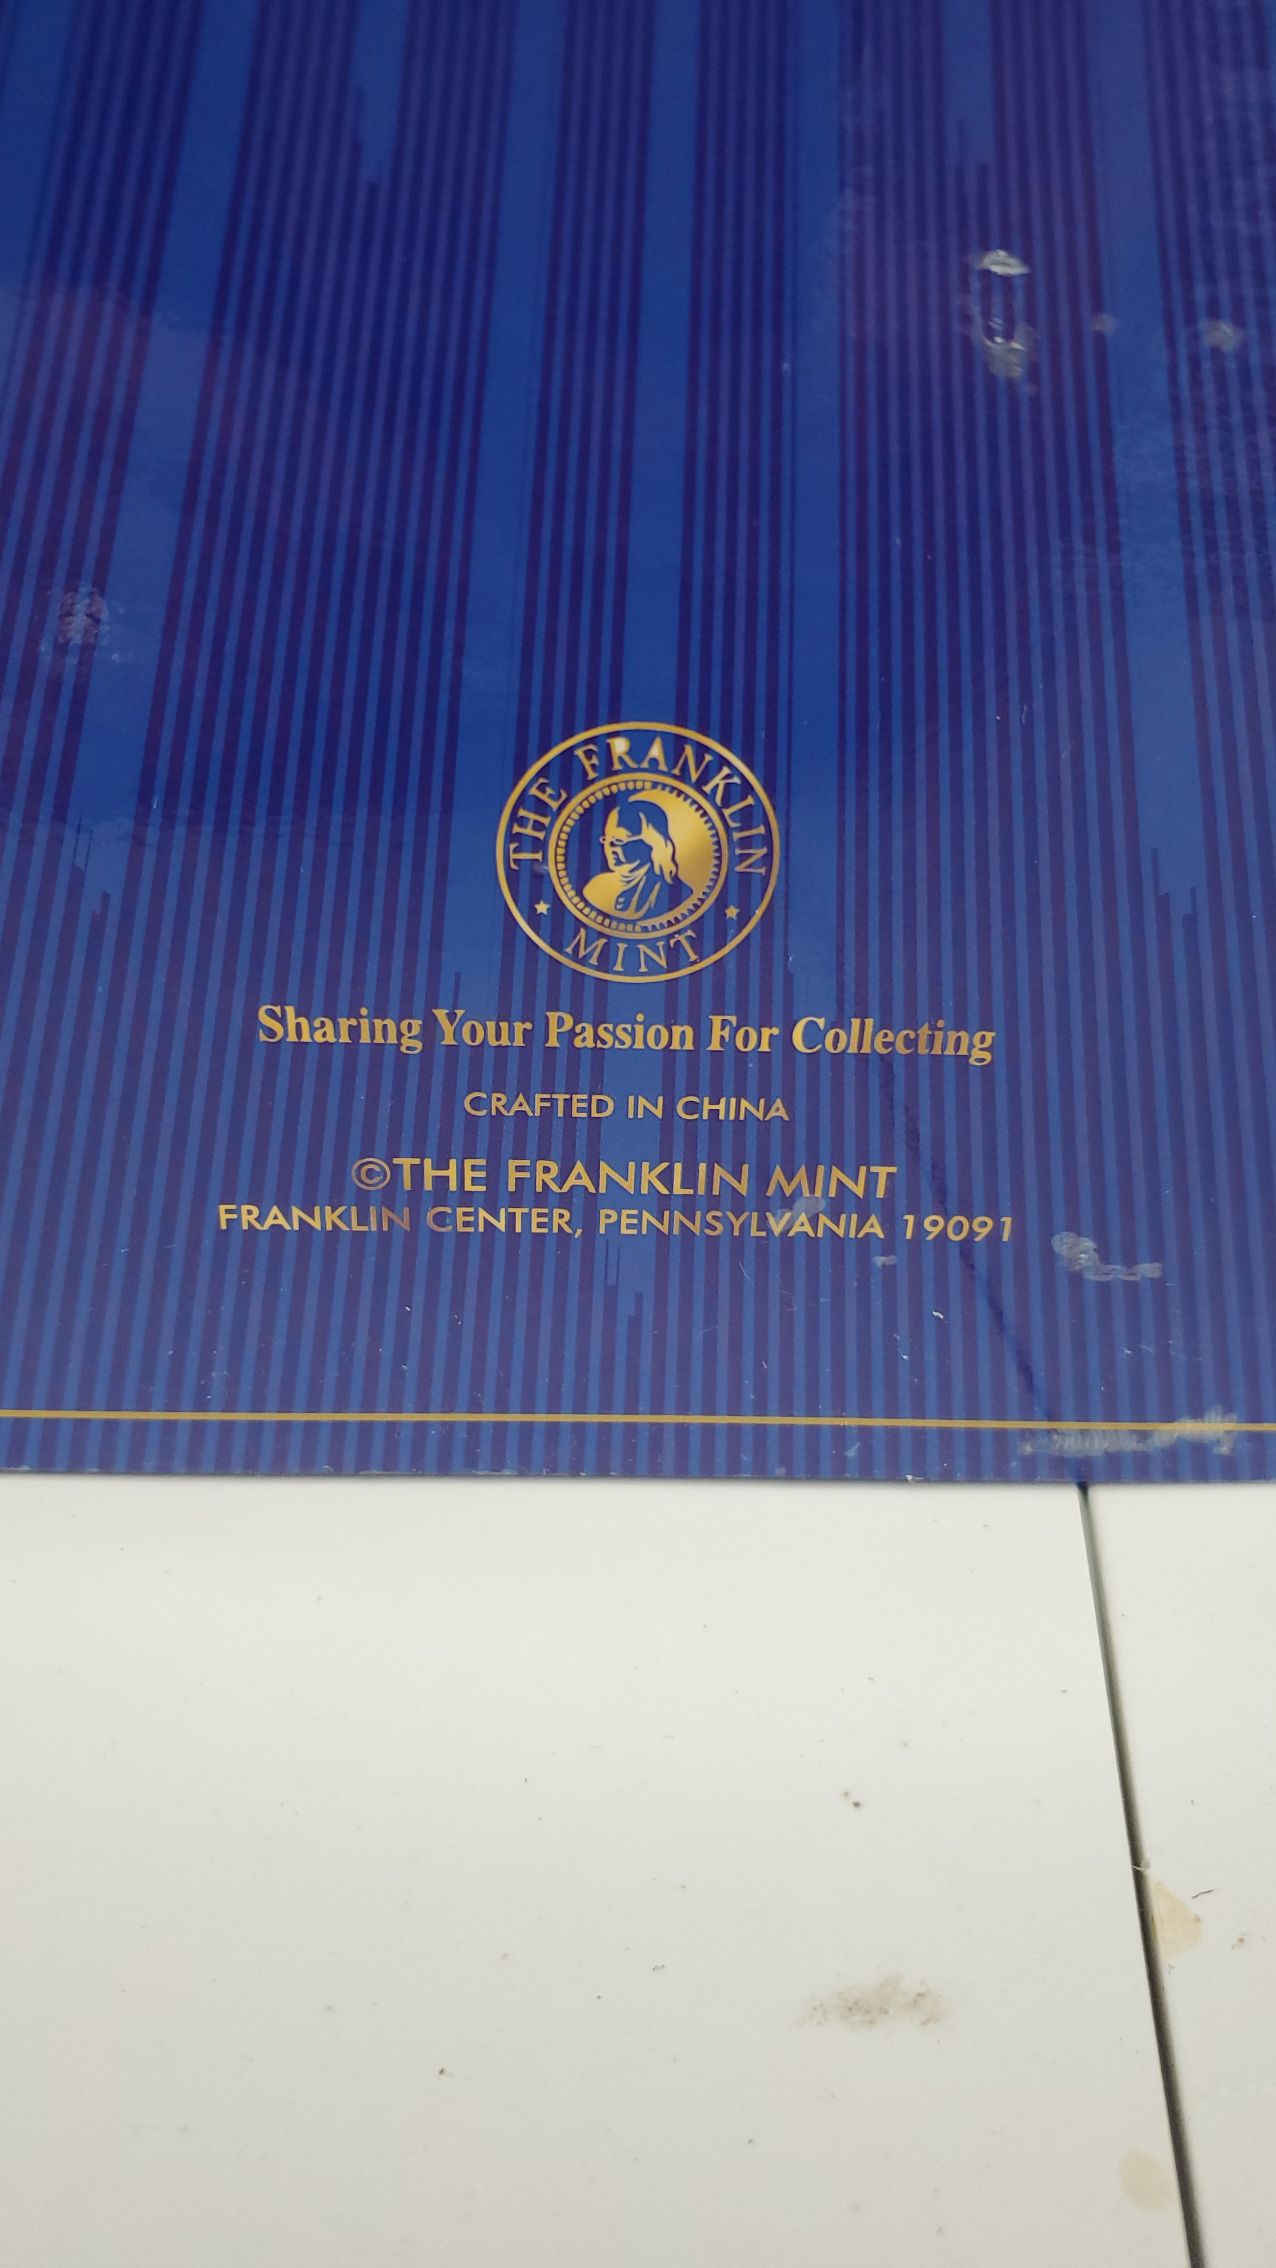 THE FRANKLIN
MINT
Sharing Your Passion For Collecting
CRAFTED IN CHINA
©THE FRANKLIN MINT
FRANKLIN CENTER, PENNSYLVANIA 19091